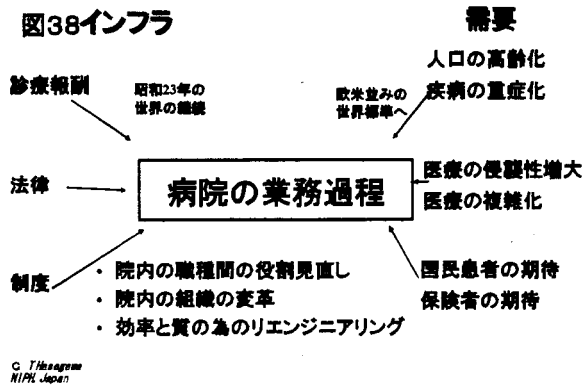 図38インフラ
需要
人口の高齢化
疾病の重症化
診療報酬
昭和23年の
世界の継続
欧米並みの
世界標準へ
法律
病院の業務過程
医療の侵襲性増大
医療の複雑化
制度
・ 院内の職種間の役割見直し
・ 院内の組織の変革
・ 効率と質の為のリエンジニアリング
国民患者の期待
保険者の期待
C THasegawa
NIPH, Japan